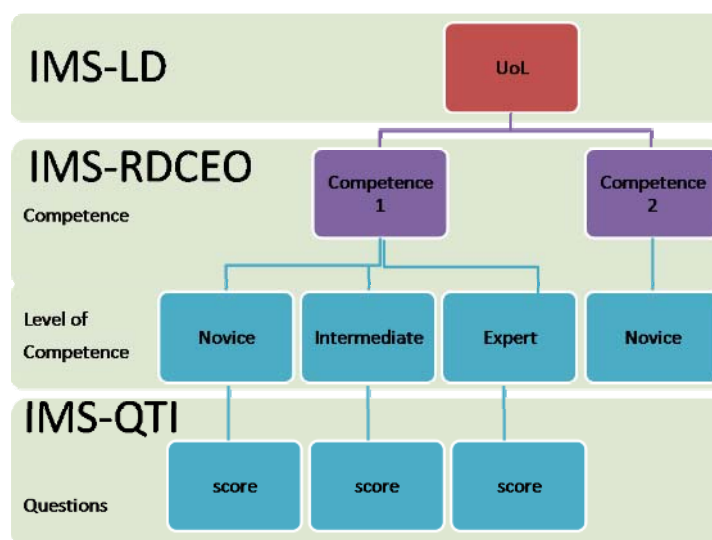 IMS-LD
UoL
IMS-RDCEO
Competence
Competence
1
Competence
2
Level of
Competence
Novice
Intermediate
Expert
Novice
IMS-QTI
Questions
score
score
score